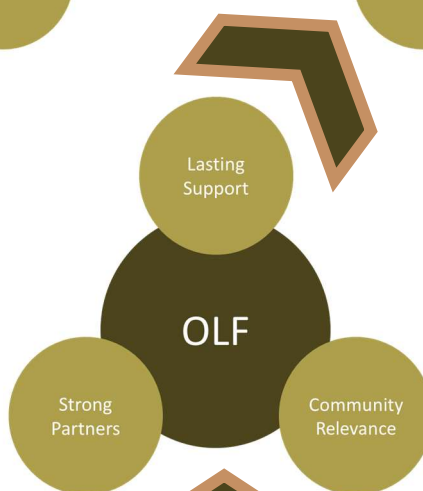 Lasting
Support
OLF
Strong
Partners
Community
Relevance